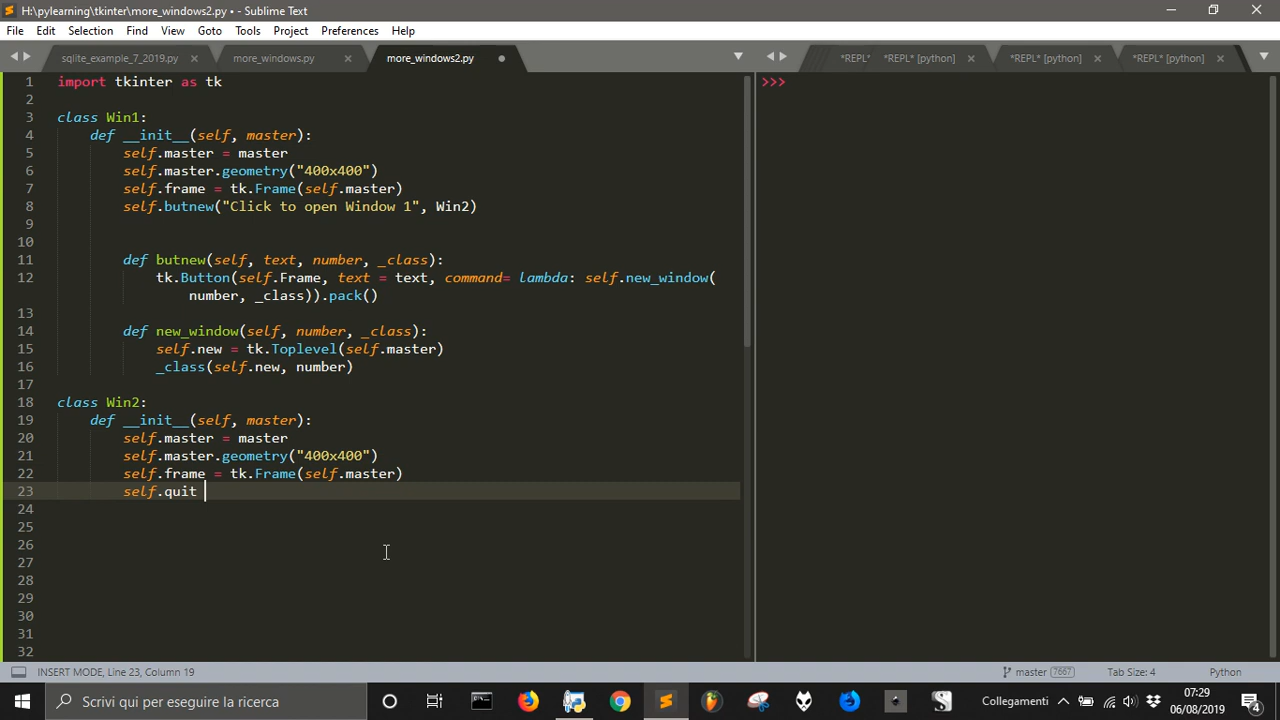 H:\pylearning\tkinter\more_windows2.py • - Sublime Text
File Edit Selection Find View Goto Tools Project Preferences Help
sqlite_example_7_2019.py × more_windows.py × more_windows2.py *REPL* *REPL* [python] × *REPL* [python] × *REPL* [python] ×
1 import tkinter as tk
>>>
2
3 class Win1:
4     def __init__(self, master):
5         self.master = master
6         self.master.geometry("400x400")
7         self.frame = tk.Frame(self.master)
8         self.butnew("Click to open Window 1", Win2)
9
10
11         def butnew(self, text, number, _class):
12             tk.Button(self.Frame, text = text, command= lambda: self.new_window(
number, _class)).pack()
13
14         def new_window(self, number, _class):
15             self.new = tk.Toplevel(self.master)
16             _class(self.new, number)
17
18 class Win2:
19     def __init__(self, master):
20         self.master = master
21         self.master.geometry("400x400")
22         self.frame = tk.Frame(self.master)
23         self.quit
24
25
26
27
28
29
30
31
32
INSERT MODE, Line 23, Column 19 master 7667 Tab Size: 4 Python
Scrivi qui per eseguire la ricerca Collegamenti 07:29
06/08/2019 4